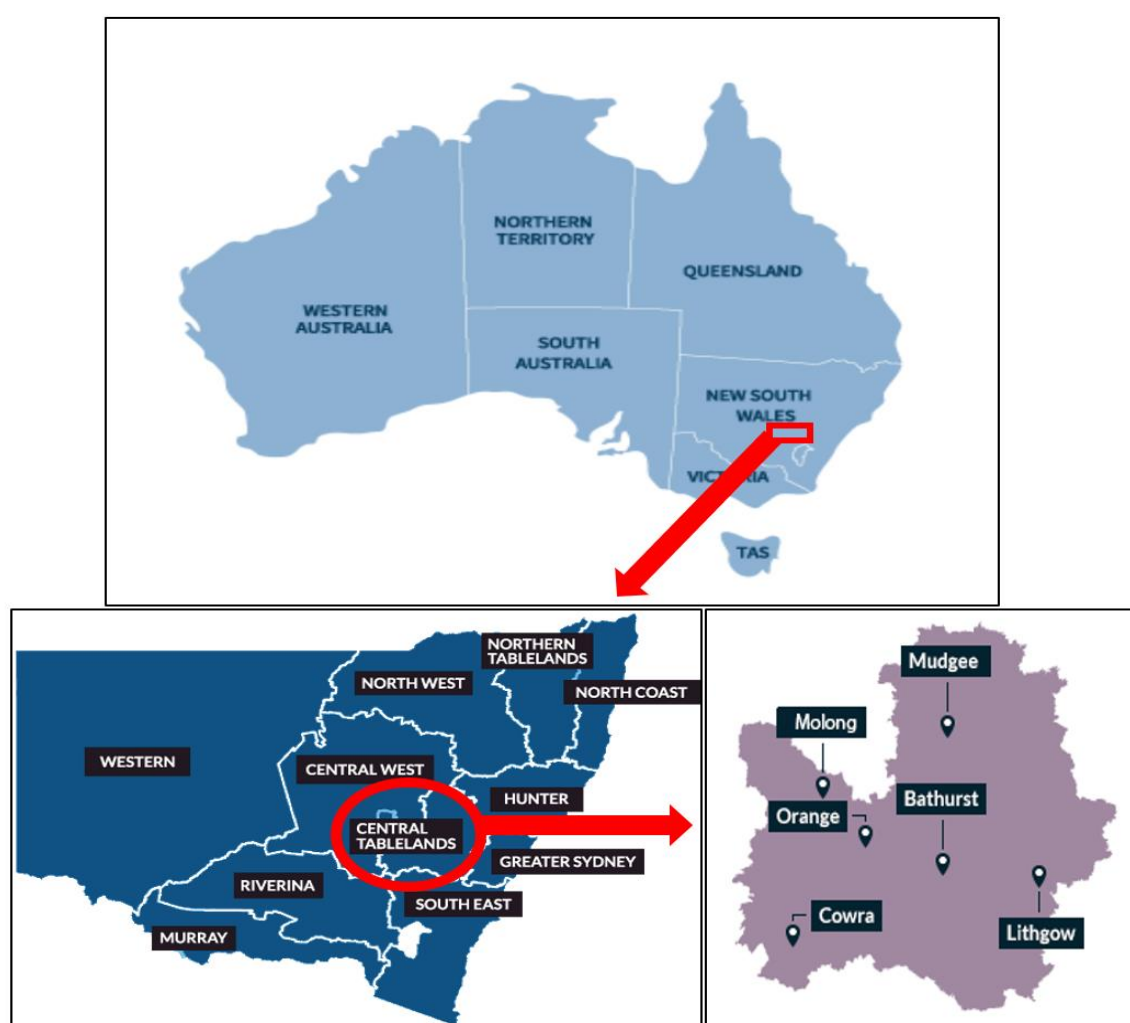 NORTHERN
TERRITORY
QUEENSLAND
WESTERN
AUSTRALIA
SOUTH
AUSTRALIA
NEW SOUTH
WALES
VICTORIA
TAS
NORTHERN
TABLELANDS
NORTH WEST
NORTH COAST
WESTERN
CENTRAL WEST
HUNTER
CENTRAL
TABLELANDS
GREATER SYDNEY
RIVERINA
SOUTH EAST
MURRAY
Mudgee
Molong
Bathurst
Orange
Cowra
Lithgow